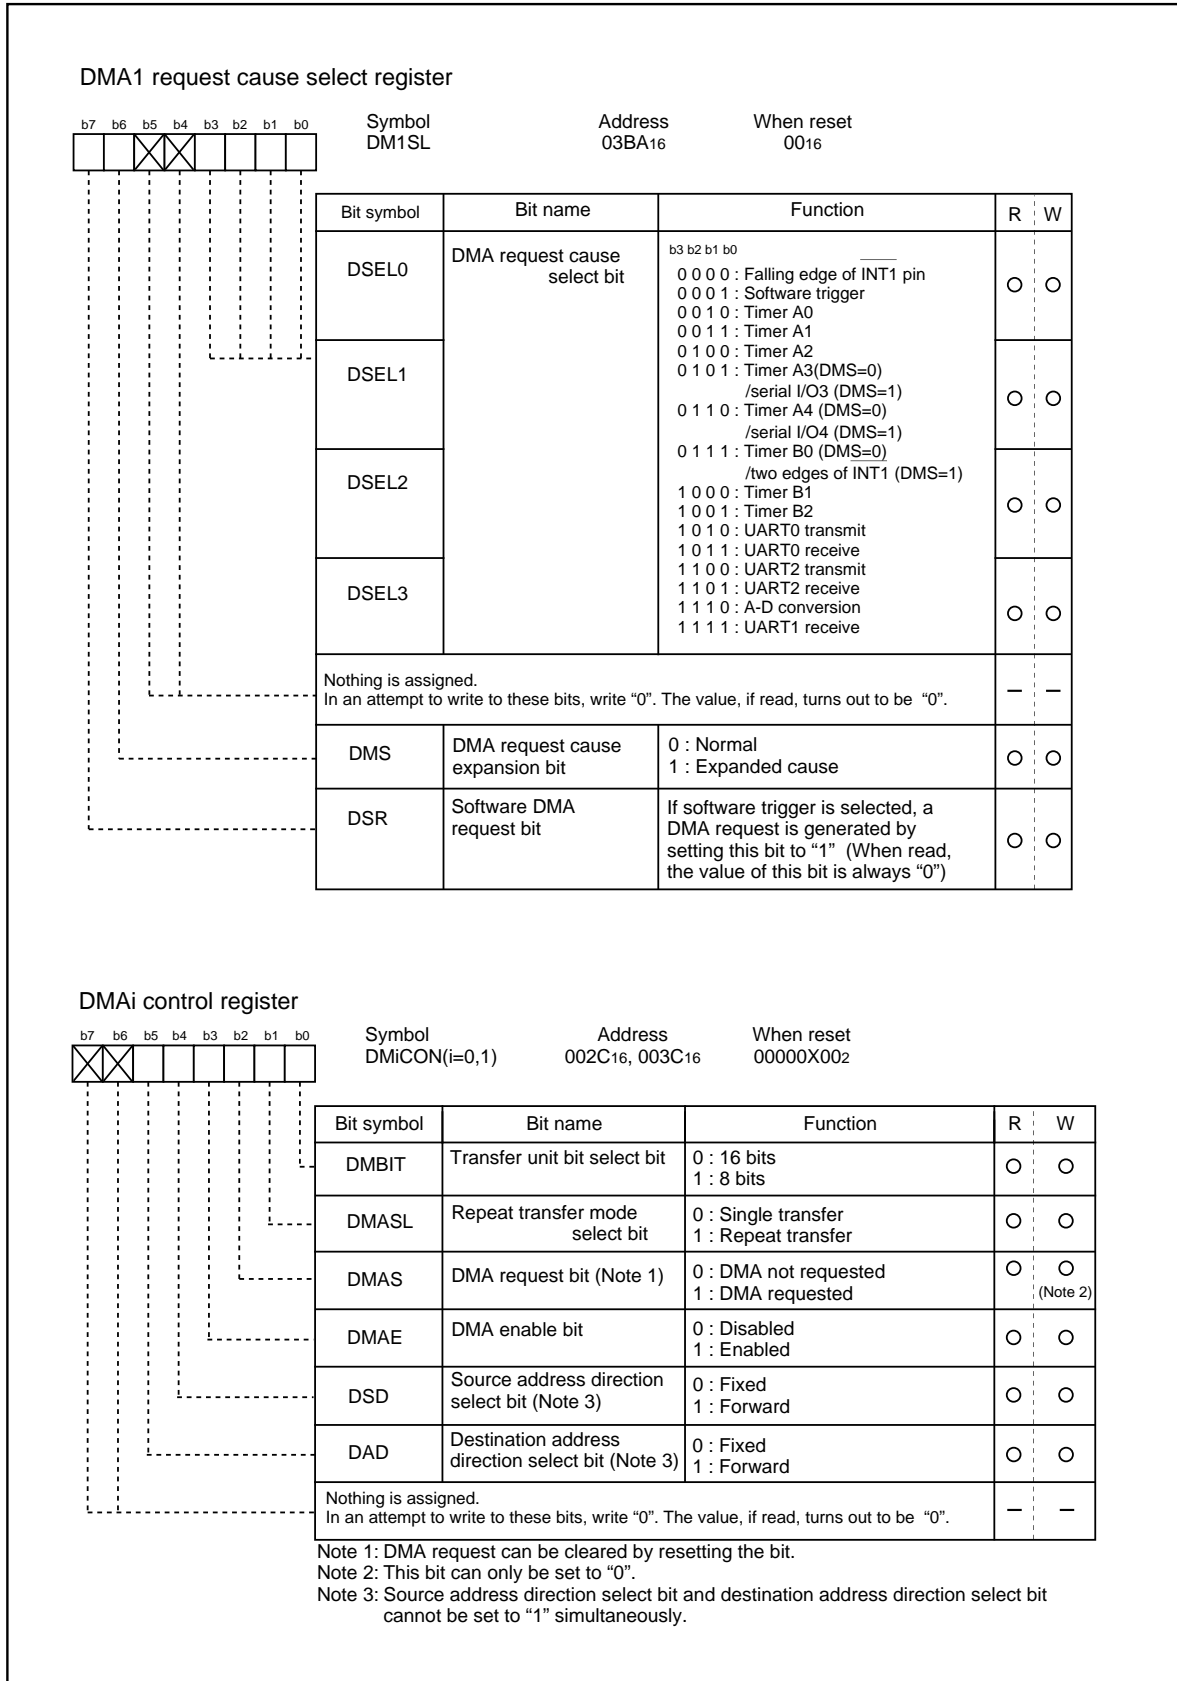 DMA1 request cause select register
b7 b6 b5 b4 b3 b2 b1 b0
Symbol Address When reset
DM1SL 03BA16 0016
Bit symbol Bit name Function R W
DSEL0
DMA request cause
select bit
b3 b2 b1 b0
0 0 0 0 : Falling edge of INT1 pin
0 0 0 1 : Software trigger
0 0 1 0 : Timer A0
0 0 1 1 : Timer A1
0 1 0 0 : Timer A2
DSEL1
0 1 0 1 : Timer A3(DMS=0)
/serial I/O3 (DMS=1)
0 1 1 0 : Timer A4 (DMS=0)
/serial I/O4 (DMS=1)
0 1 1 1 : Timer B0 (DMS=0)
/two edges of INT1 (DMS=1)
DSEL2
1 0 0 0 : Timer B1
1 0 0 1 : Timer B2
1 0 1 0 : UART0 transmit
1 0 1 1 : UART0 receive
1 1 0 0 : UART2 transmit
DSEL3
1 1 0 1 : UART2 receive
1 1 1 0 : A-D conversion
1 1 1 1 : UART1 receive
Nothing is assigned.
In an attempt to write to these bits, write “0”. The value, if read, turns out to be “0”.
DMS
DMA request cause
expansion bit
0 : Normal
1 : Expanded cause
DSR
Software DMA
request bit
If software trigger is selected, a
DMA request is generated by
setting this bit to “1” (When read,
the value of this bit is always “0”)
DMAi control register
b7 b6 b5 b4 b3 b2 b1 b0
Symbol Address When reset
DMiCON(i=0,1) 002C16, 003C16 00000X002
Bit symbol Bit name Function R W
DMBIT
Transfer unit bit select bit
0 : 16 bits
1 : 8 bits
DMASL
Repeat transfer mode
select bit
0 : Single transfer
1 : Repeat transfer
DMAS
DMA request bit (Note 1)
0 : DMA not requested
1 : DMA requested
(Note 2)
DMAE
DMA enable bit
0 : Disabled
1 : Enabled
DSD
Source address direction
select bit (Note 3)
0 : Fixed
1 : Forward
DAD
Destination address
direction select bit (Note 3)
0 : Fixed
1 : Forward
Nothing is assigned.
In an attempt to write to these bits, write “0”. The value, if read, turns out to be “0”.
Note 1: DMA request can be cleared by resetting the bit.
Note 2: This bit can only be set to “0”.
Note 3: Source address direction select bit and destination address direction select bit
cannot be set to “1” simultaneously.